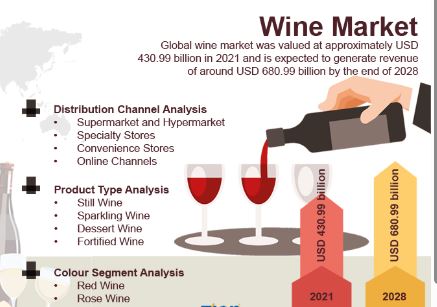 Wine Market
Global wine market was valued at approximately USD
430.99 billion in 2021 and is expected to generate revenue
of around USD 680.99 billion by the end of 2028
Distribution Channel Analysis
• Supermarket and Hypermarket
• Specialty Stores
• Convenience Stores
• Online Channels
Product Type Analysis
• Still Wine
• Sparkling Wine
• Dessert Wine
• Fortified Wine
Colour Segment Analysis
• Red Wine
• Rose Wine
USD 430.99 billion
2021
USD 680.99 billion
2028